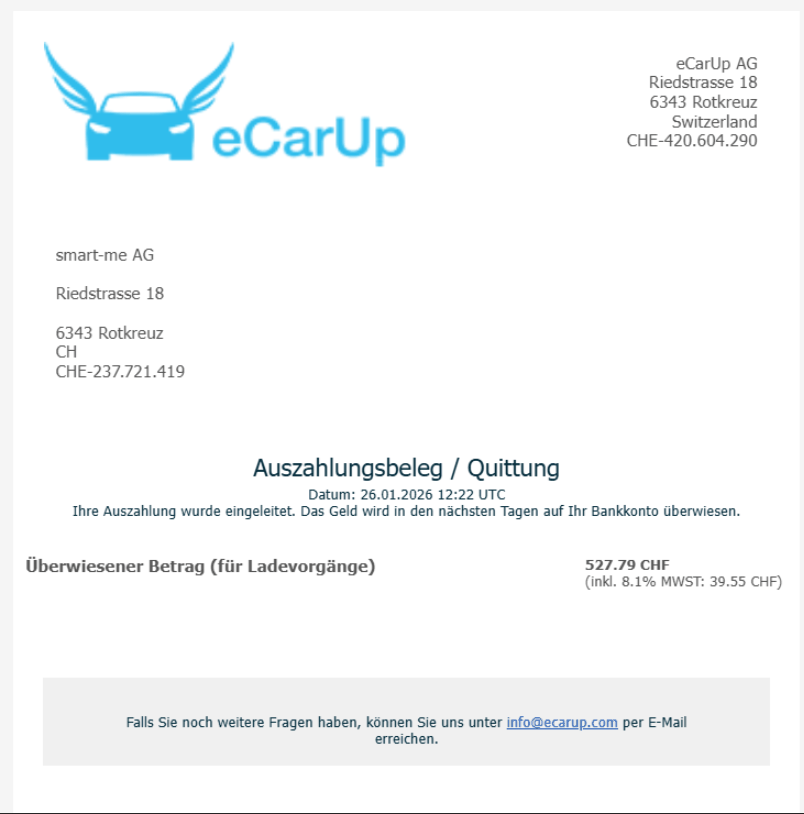 eCarUp
eCarUp AG
Riedstrasse 18
6343 Rotkreuz
Switzerland
CHE-420.604.290
smart-me AG
Riedstrasse 18
6343 Rotkreuz
CH
CHE-237.721.419
Auszahlungsbeleg / Quittung
Datum: 26.01.2026 12:22 UTC
Ihre Auszahlung wurde eingeleitet. Das Geld wird in den nächsten Tagen auf Ihr Bankkonto überwiesen.
Überwiesener Betrag (für Ladevorgänge) 527.79 CHF
(inkl. 8.1% MWST: 39.55 CHF)
Falls Sie noch weitere Fragen haben, können Sie uns unter info@ecarup.com per E-Mail
erreichen.